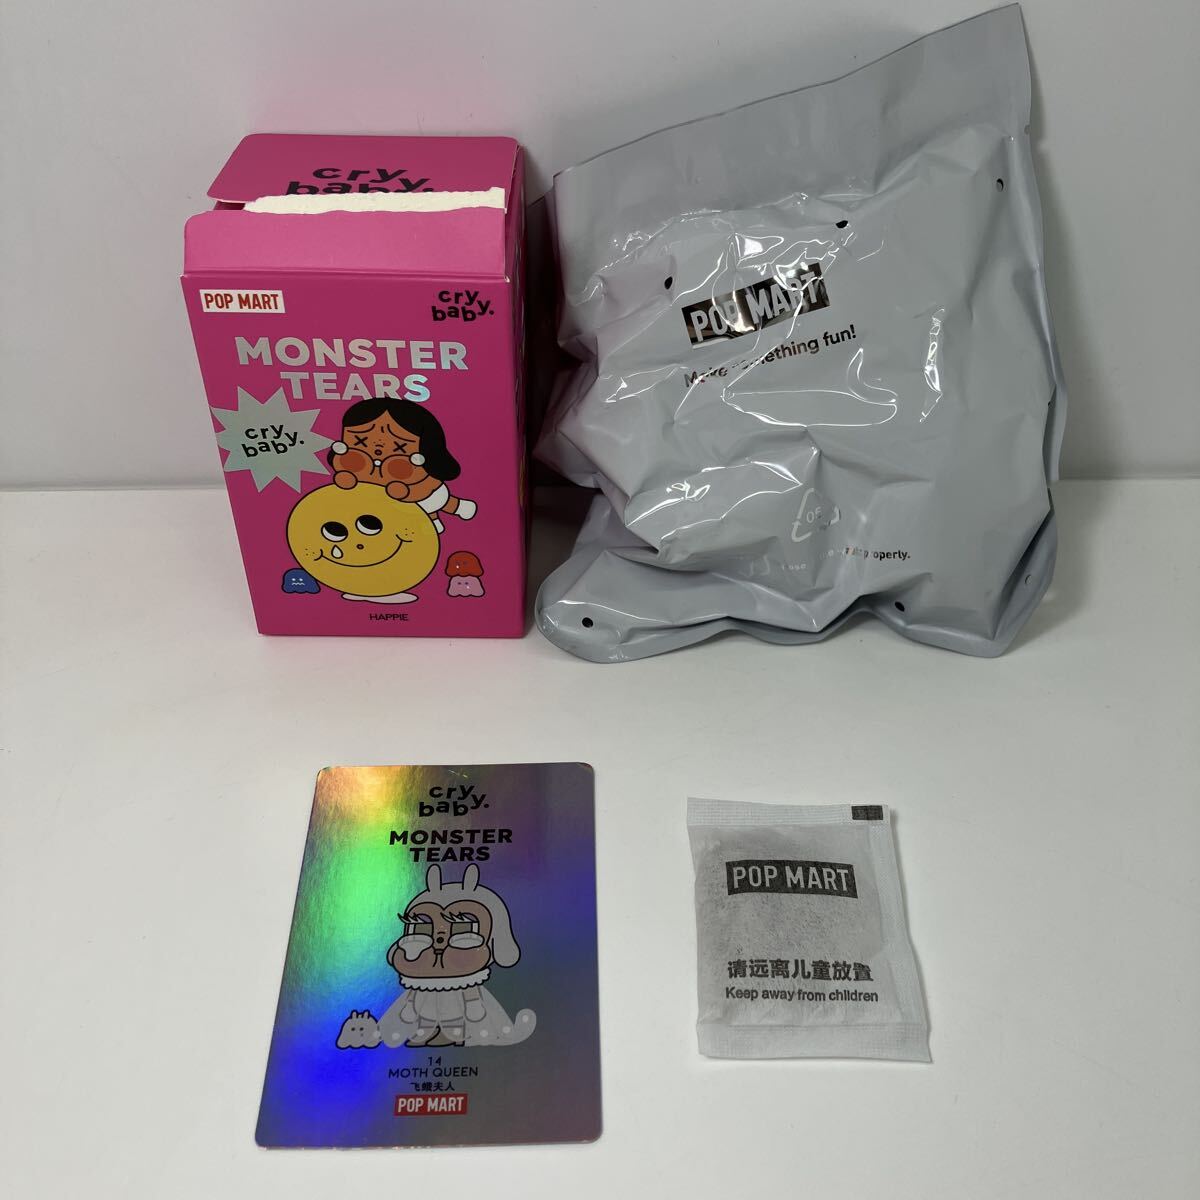 cry
baby.
POP MART
cry
baby.
MONSTER
TEARS
cry
baby.
HAPPIE
POP MART
Make something fun!
05
properly.
cry
baby.
MONSTER
TEARS
14
MOTH QUEEN
飞蛾夫人
POP MART
POP MART
请远离儿童放置
Keep away from children